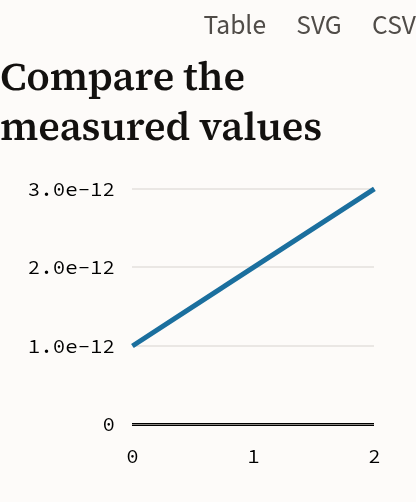 Table SVG CSV
Compare the
measured values
3.0e−12
2.0e−12
1.0e−12
0
0 1 2